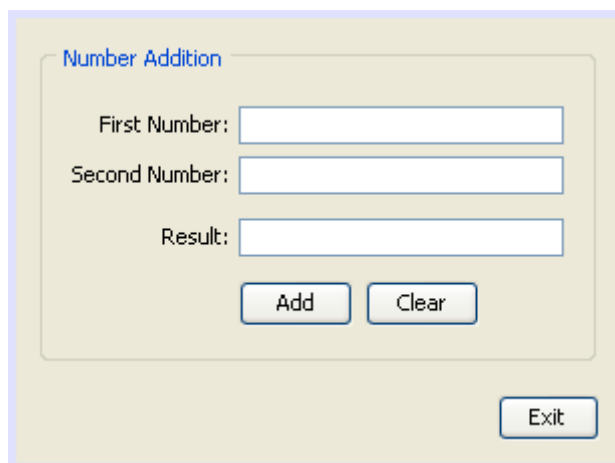 Number Addition
First Number:
Second Number:
Result:
Add Clear
Exit